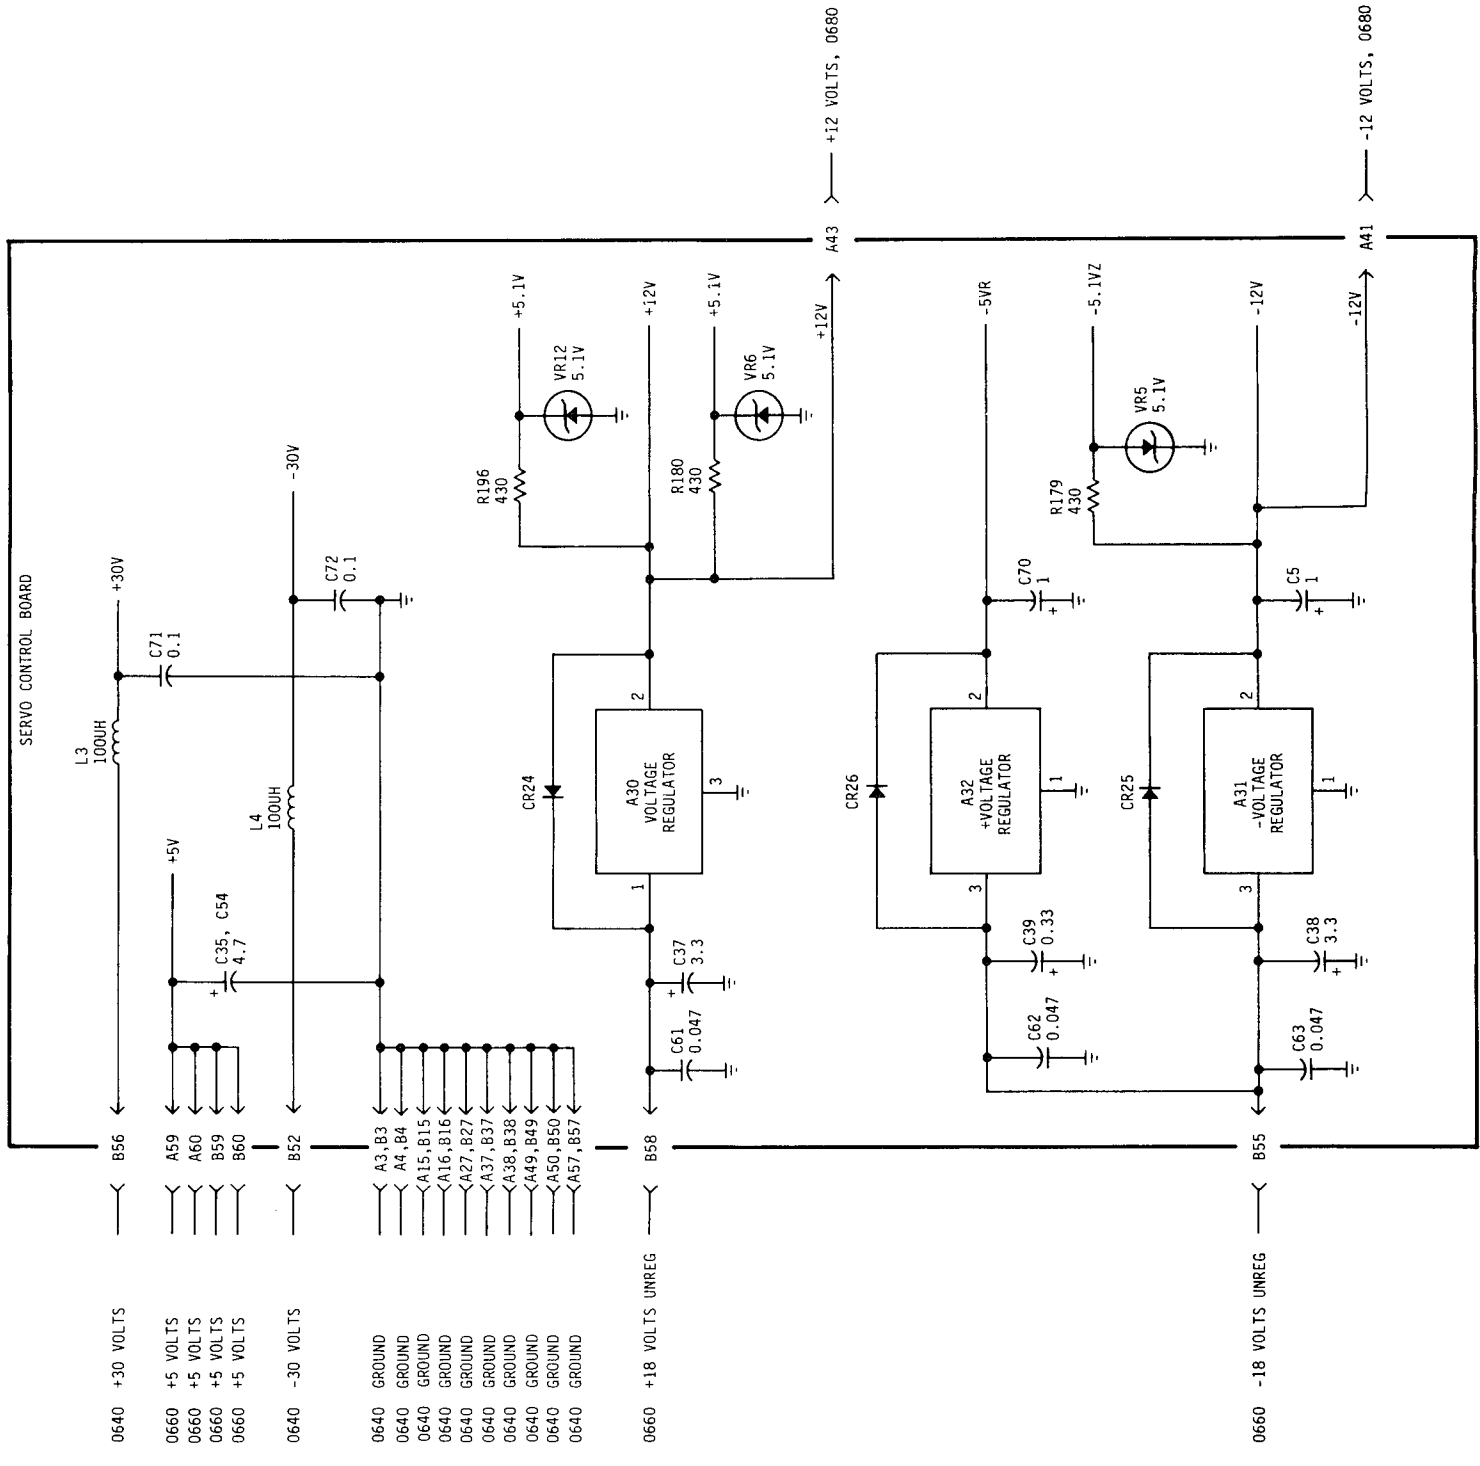 SERVO CONTROL BOARD
0640 +30 VOLTS
B56
L3
100UH
C71
0.1
+30V
0660 +5 VOLTS
0660 +5 VOLTS
0660 +5 VOLTS
0660 +5 VOLTS
A59
A60
B59
B60
+
C35, C54
4.7
+5V
0640 -30 VOLTS
B52
L4
100UH
C72
0.1
-30V
0640 GROUND
0640 GROUND
0640 GROUND
0640 GROUND
0640 GROUND
0640 GROUND
0640 GROUND
0640 GROUND
0640 GROUND
0640 GROUND
A3,B3
A4,B4
A15,B15
A16,B16
A27,B27
A37,B37
A38,B38
A49,B49
A50,B50
A57,B57
0660 +18 VOLTS UNREG
B58
C61
0.047
+
C37
3.3
CR24
1
A30
VOLTAGE
REGULATOR
2
3
R196
430
VR12
5.1V
+5.1V
+12V
R180
430
VR6
5.1V
+5.1V
+12V
A43
+12 VOLTS, 0680
C62
0.047
C39
0.33
+
CR26
3
A32
+VOLTAGE
REGULATOR
2
1
C70
1
+
-5VR
0660 -18 VOLTS UNREG
B55
C63
0.047
C38
3.3
+
CR25
3
A31
-VOLTAGE
REGULATOR
2
1
C5
1
+
R179
430
VR5
5.1V
-5.1VZ
-12V
-12V
A41
-12 VOLTS, 0680